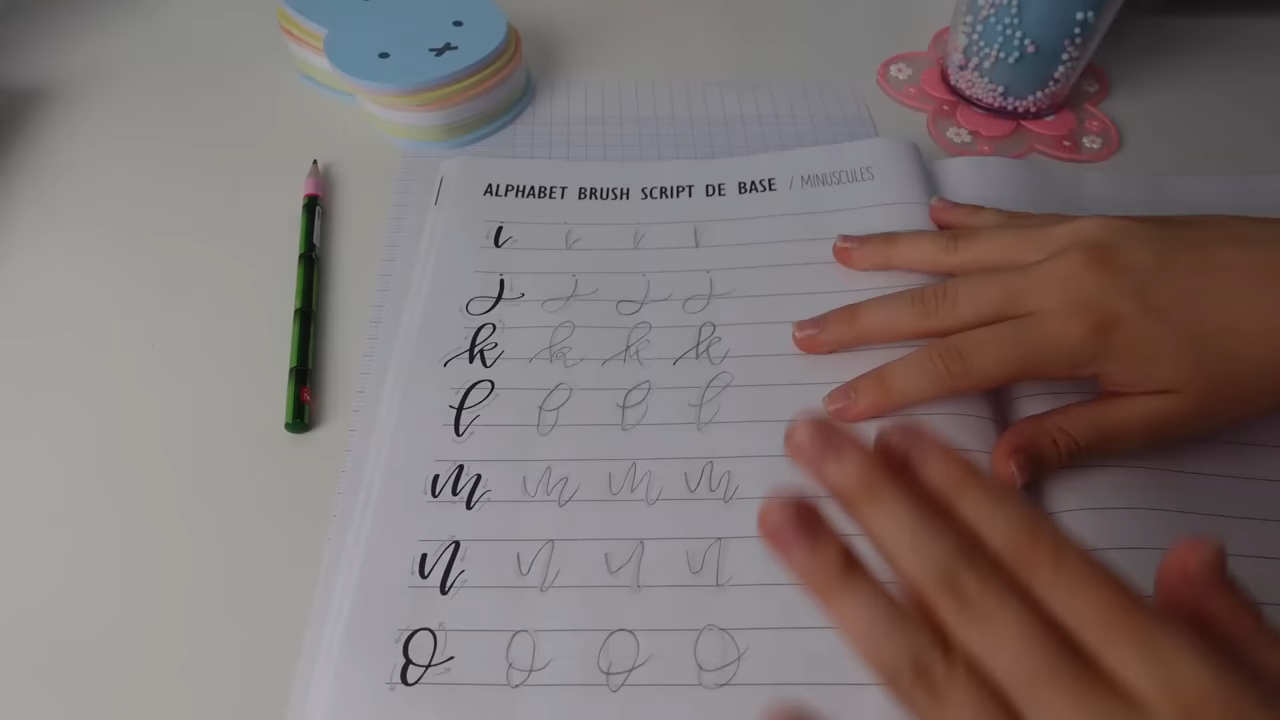 ALPHABET BRUSH SCRIPT DE BASE / MINUSCULES
i i i i
j j j j
k k k k
l l l l
m m m m
n n n n
o o o o